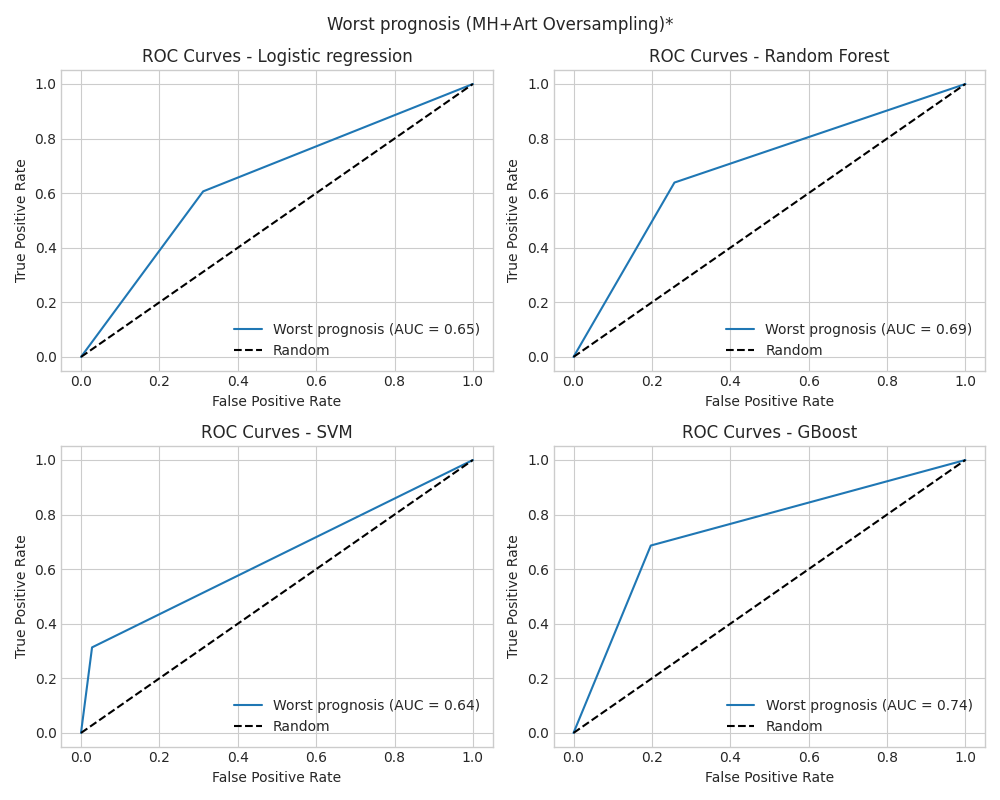 Worst prognosis (MH+Art Oversampling)*
ROC Curves - Logistic regression
True Positive Rate
1.0
0.8
0.6
0.4
0.2
0.0
Worst prognosis (AUC = 0.65)
Random
0.0 0.2 0.4 0.6 0.8 1.0
False Positive Rate
ROC Curves - Random Forest
True Positive Rate
1.0
0.8
0.6
0.4
0.2
0.0
Worst prognosis (AUC = 0.69)
Random
0.0 0.2 0.4 0.6 0.8 1.0
False Positive Rate
ROC Curves - SVM
True Positive Rate
1.0
0.8
0.6
0.4
0.2
0.0
Worst prognosis (AUC = 0.64)
Random
0.0 0.2 0.4 0.6 0.8 1.0
False Positive Rate
ROC Curves - GBoost
True Positive Rate
1.0
0.8
0.6
0.4
0.2
0.0
Worst prognosis (AUC = 0.74)
Random
0.0 0.2 0.4 0.6 0.8 1.0
False Positive Rate